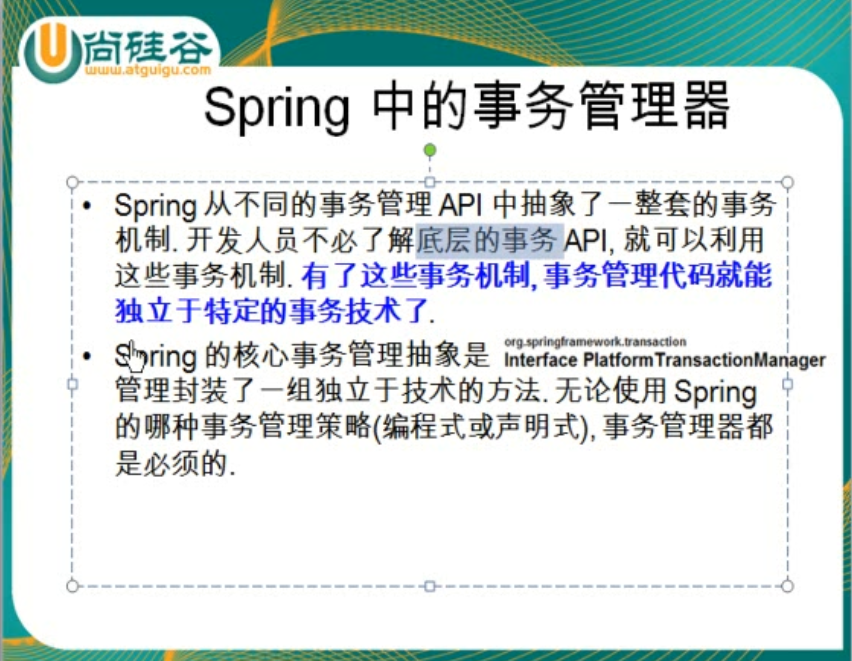 尚硅谷
www.atguigu.com
Spring 中的事务管理器
• Spring 从不同的事务管理 API 中抽象了一整套的事务
机制. 开发人员不必了解底层的事务 API, 就可以利用
这些事务机制. 有了这些事务机制, 事务管理代码就能
独立于特定的事务技术了.
org.springframework.transaction
• Spring 的核心事务管理抽象是 Interface PlatformTransactionManager
管理封装了一组独立于技术的方法. 无论使用 Spring
的哪种事务管理策略(编程式或声明式), 事务管理器都
是必须的.